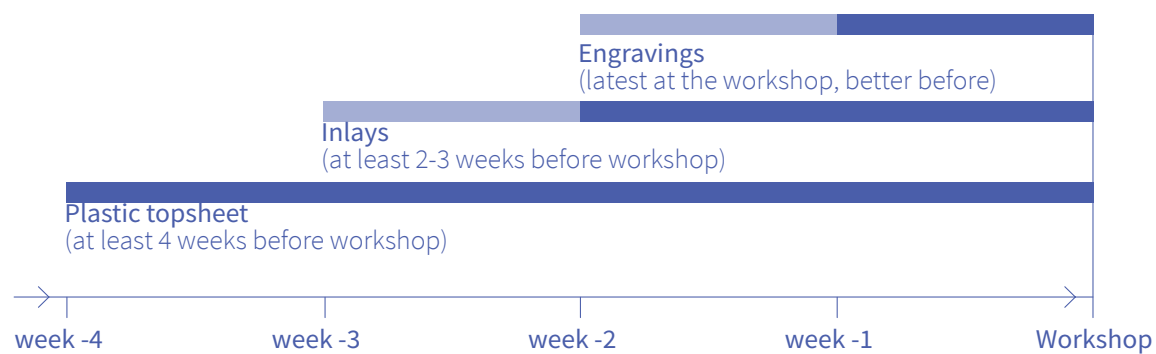 Engravings
(latest at the workshop, better before)
Inlays
(at least 2-3 weeks before workshop)
Plastic topsheet
(at least 4 weeks before workshop)
week -4 week -3 week -2 week -1 Workshop